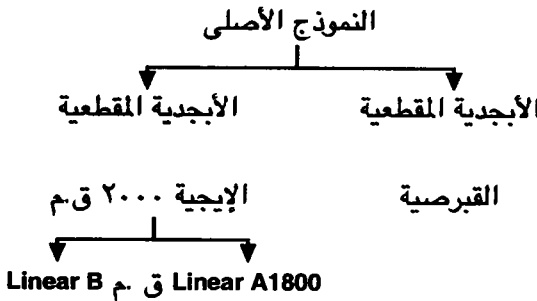 النموذج الأصلى
الأبجدية المقطعية
الأبجدية المقطعية
القبرصية
الإيجية ٢٠٠٠ ق.م
Linear A1800 ق .م Linear B